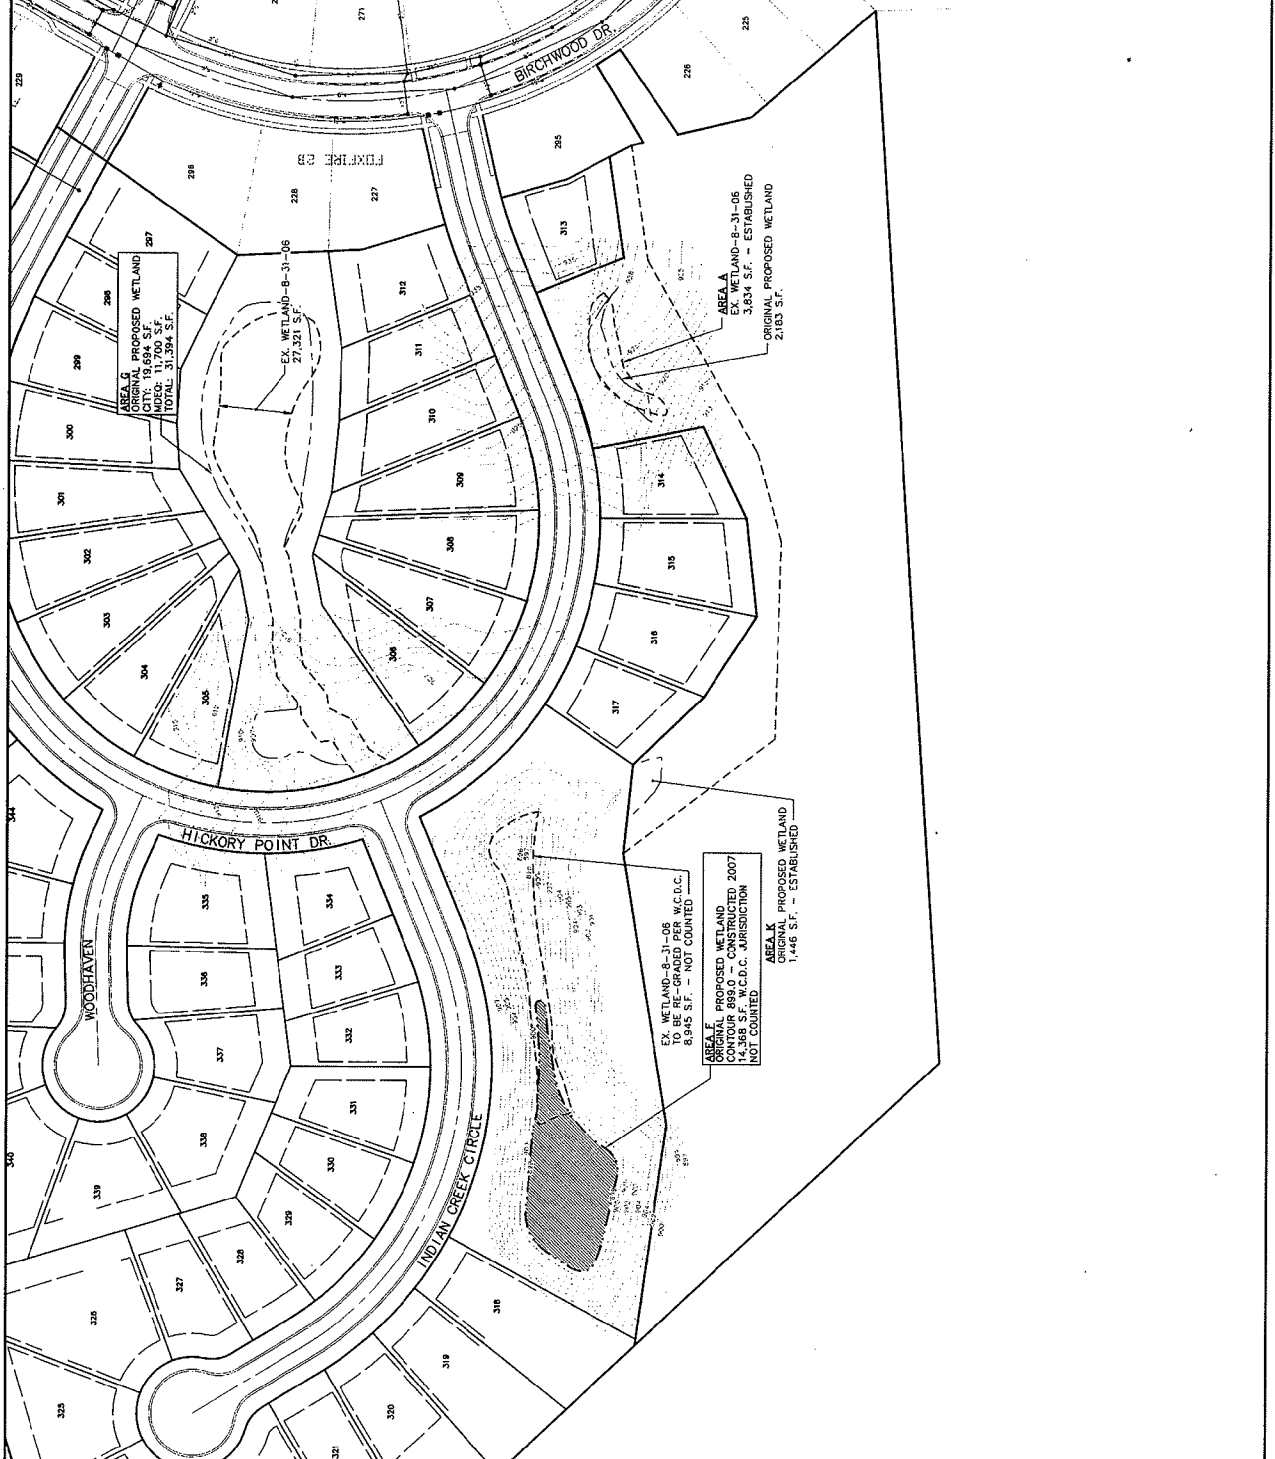 BIRCHWOOD DR.
FOXFIRE 2B
229
271
225
226
295
296
228
227
297
298
299
300
301
302
303
304
305
306
307
308
309
310
311
312
313
314
315
316
317
AREA G
ORIGINAL PROPOSED WETLAND
CITY: 19,694 S.F.
MDEQ: 11,700 S.F.
TOTAL: 31,394 S.F.
EX. WETLAND-8-31-06
27,321 S.F.
AREA A
EX. WETLAND-8-31-06
3,834 S.F. - ESTABLISHED
ORIGINAL PROPOSED WETLAND
2,183 S.F.
HICKORY POINT DR.
WOODHAVEN
INDIAN CREEK CIRCLE
344
335
334
336
333
332
337
331
338
330
339
340
329
328
327
326
325
318
319
320
321
EX. WETLAND-8-31-06
TO BE RE-GRADED PER W.C.D.C.
8,945 S.F. - NOT COUNTED
AREA F
ORIGINAL PROPOSED WETLAND
CONTOUR 899.0 - CONSTRUCTED 2007
14,368 S.F. W.C.D.C. JURISDICTION
NOT COUNTED
AREA K
ORIGINAL PROPOSED WETLAND
1,446 S.F. - ESTABLISHED